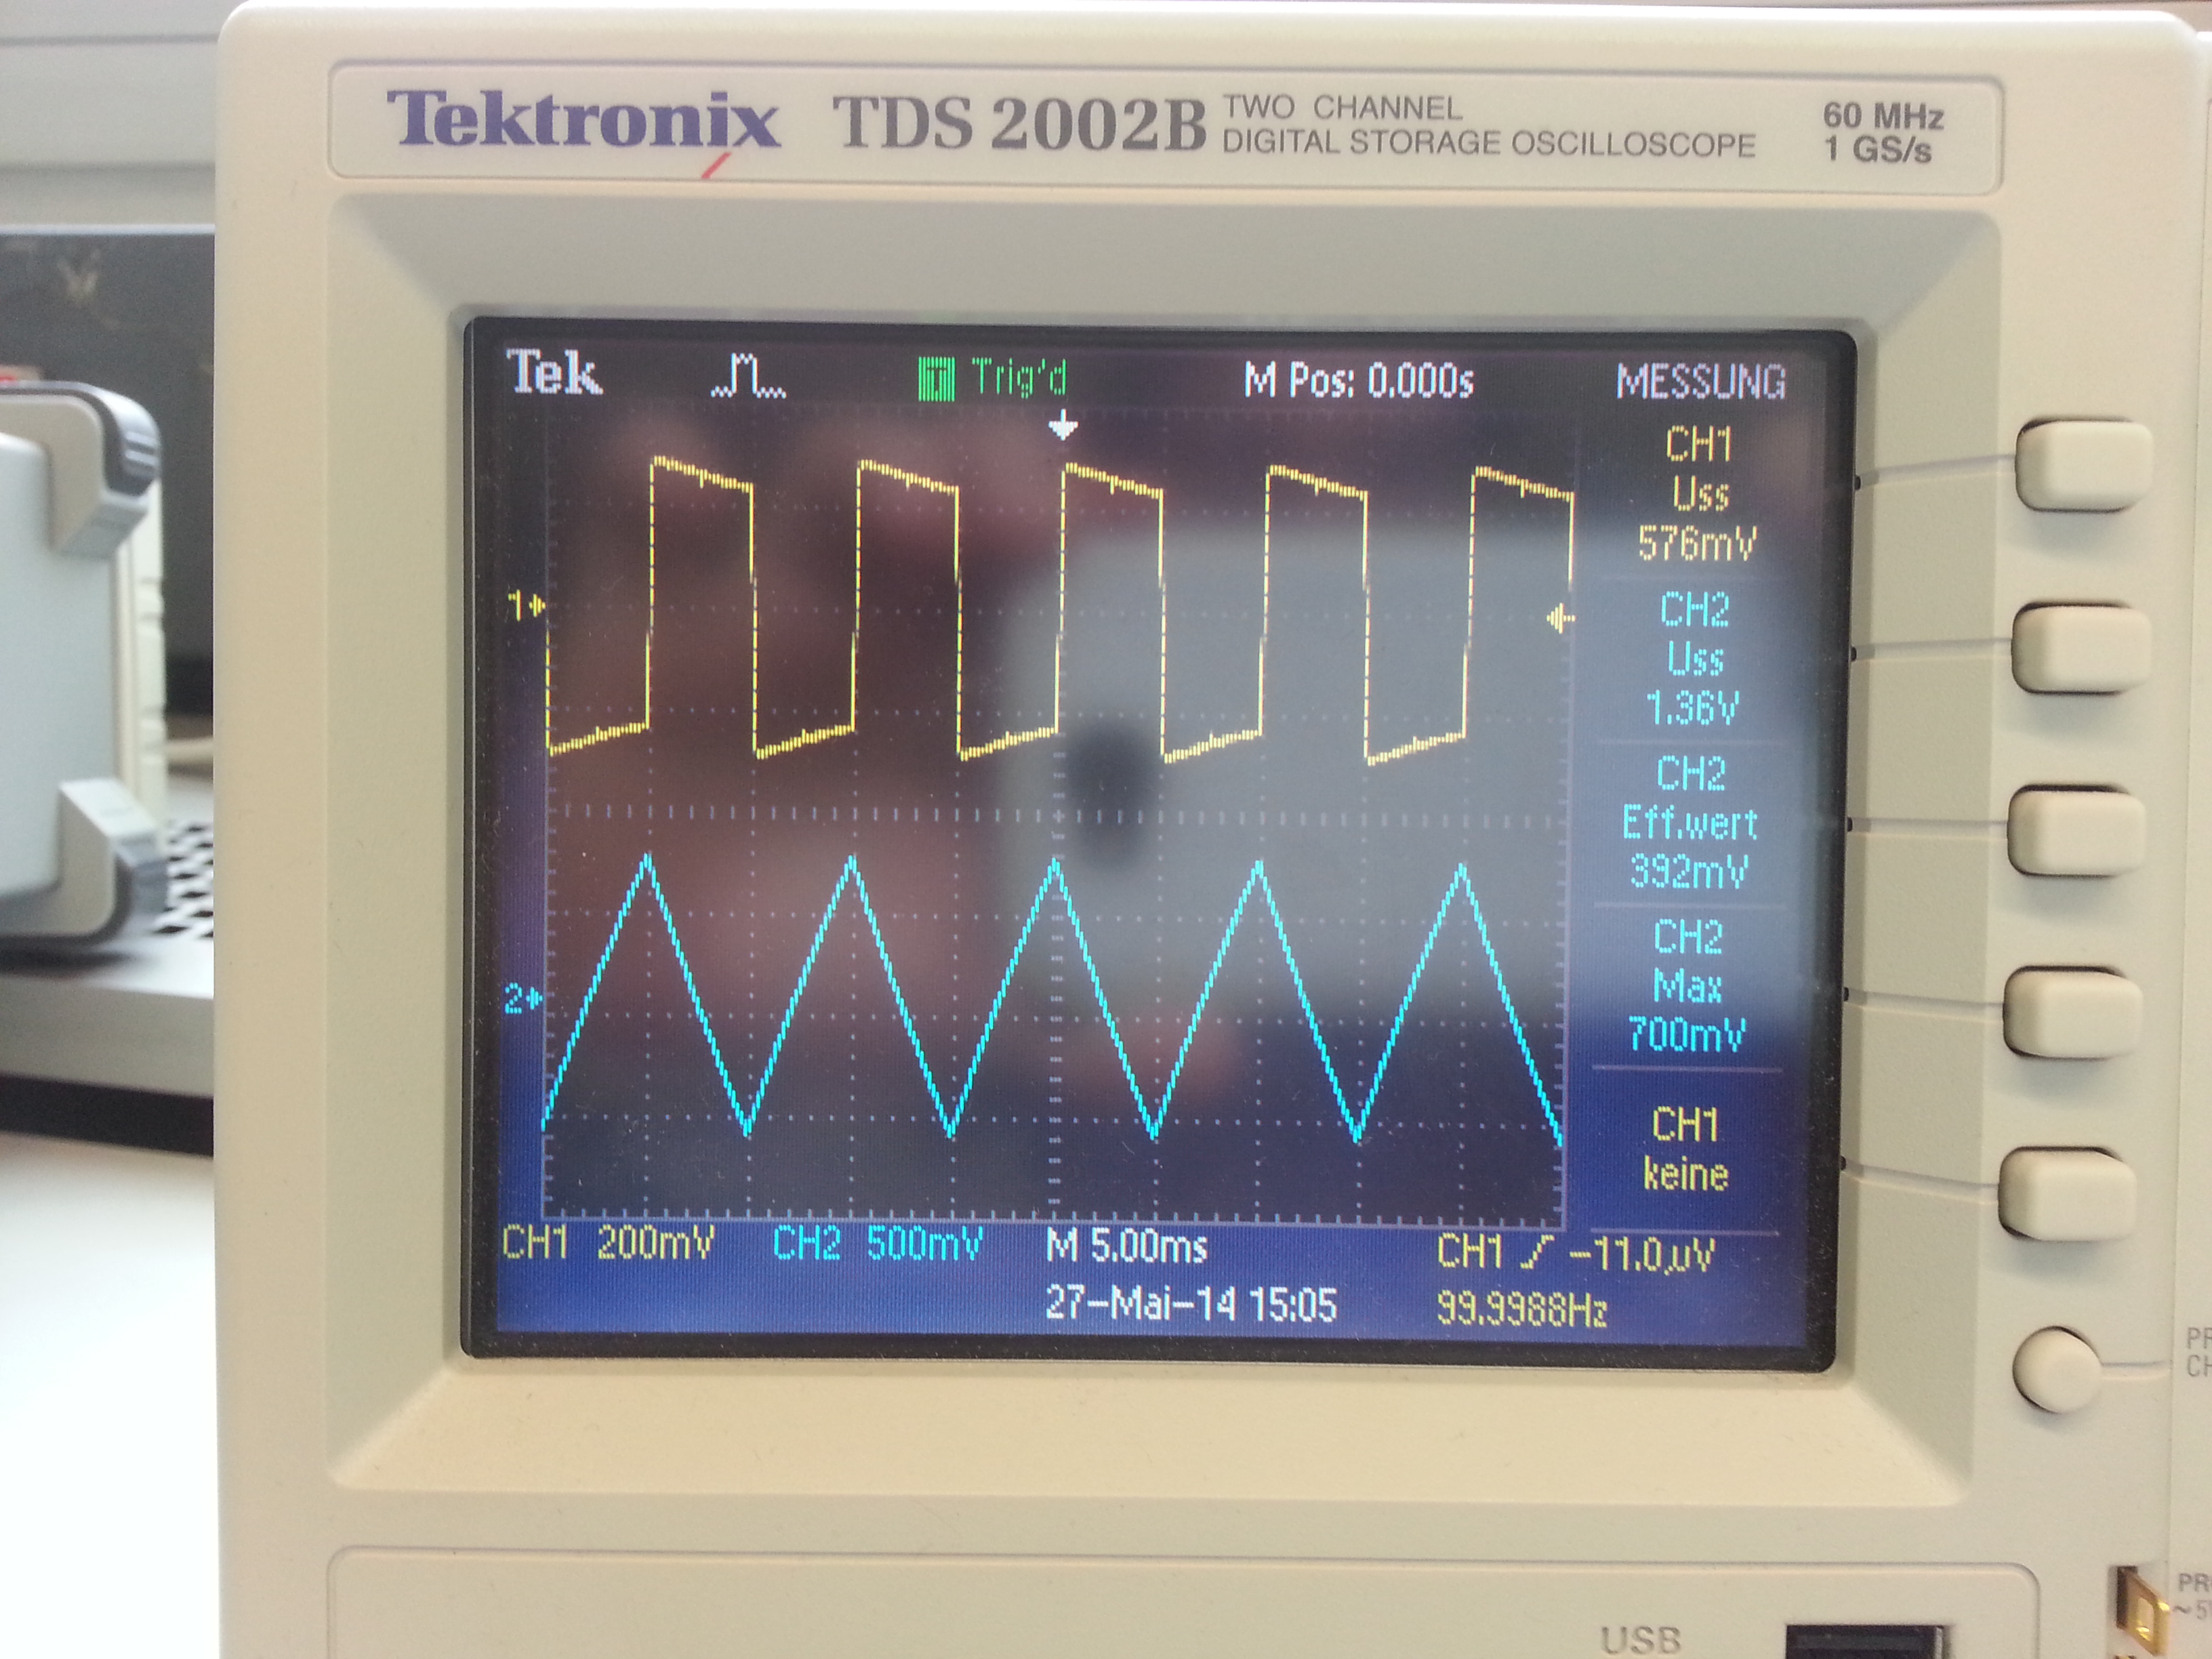 Tektronix TDS 2002B TWO CHANNEL DIGITAL STORAGE OSCILLOSCOPE 60 MHz 1 GS/s
Tek Trig'd M Pos: 0.000s MESSUNG
CH1
Uss
576mV
CH2
Uss
1.36V
CH2
Eff.wert
392mV
CH2
Max
700mV
CH1
keine
1
2
CH1 200mV CH2 500mV M 5.00ms CH1 -11.0µV
27-Mai-14 15:05 99.9988Hz
USB